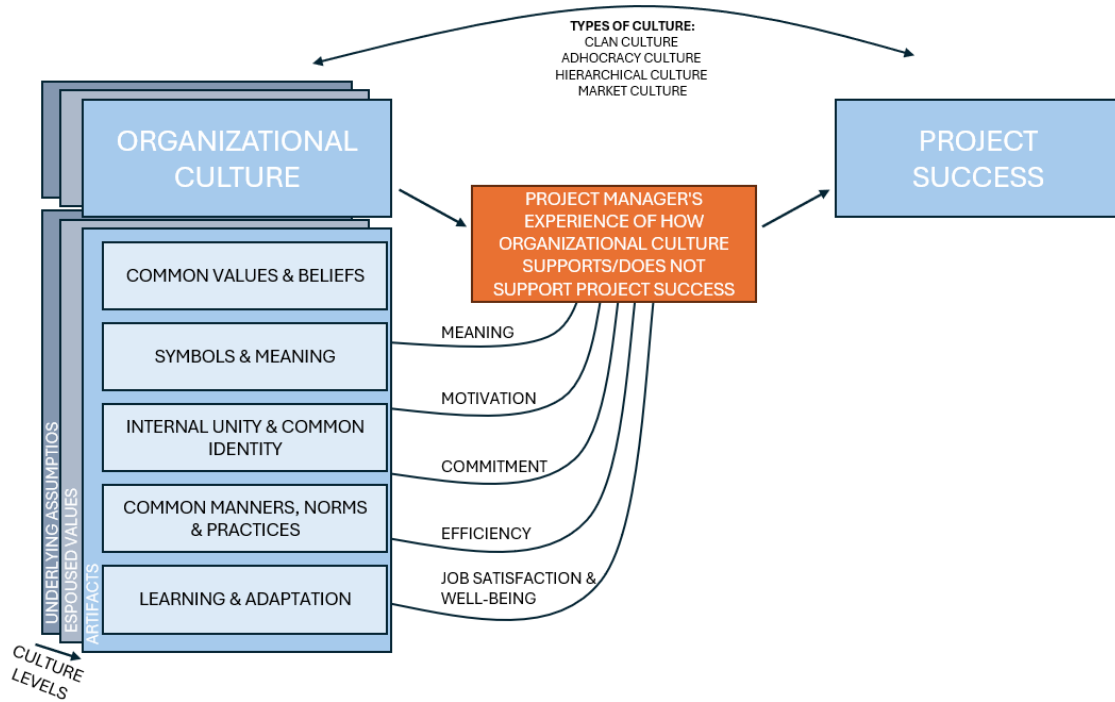 TYPES OF CULTURE:
CLAN CULTURE
ADHOCRACY CULTURE
HIERARCHICAL CULTURE
MARKET CULTURE
ORGANIZATIONAL
CULTURE
PROJECT
SUCCESS
PROJECT MANAGER'S
EXPERIENCE OF HOW
ORGANIZATIONAL CULTURE
SUPPORTS/DOES NOT
SUPPORT PROJECT SUCCESS
COMMON VALUES & BELIEFS
SYMBOLS & MEANING
INTERNAL UNITY & COMMON
IDENTITY
COMMON MANNERS, NORMS
& PRACTICES
LEARNING & ADAPTATION
MEANING
MOTIVATION
COMMITMENT
EFFICIENCY
JOB SATISFACTION &
WELL-BEING
UNDERLYING ASSUMPTIOS
ESPOUSED VALUES
ARTIFACTS
CULTURE
LEVELS